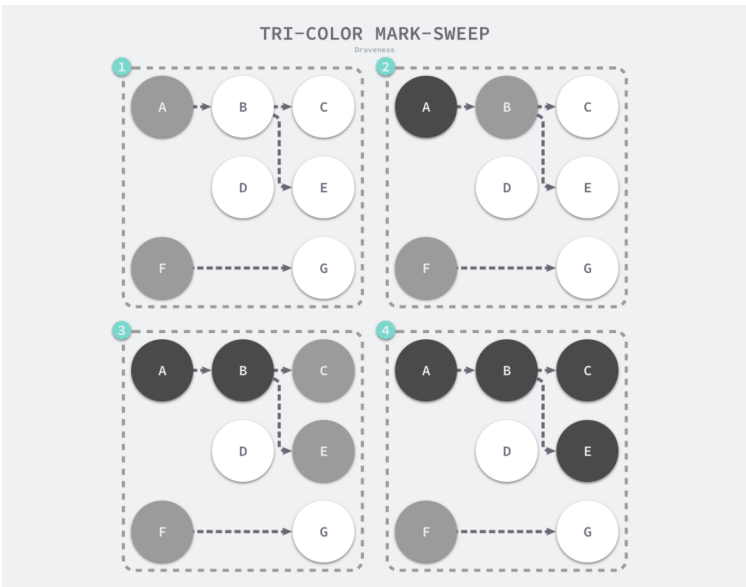 TRI-COLOR MARK-SWEEP
Draveness
1
A B C
D E
F G
2
A B C
D E
F G
3
A B C
D E
F G
4
A B C
D E
F G